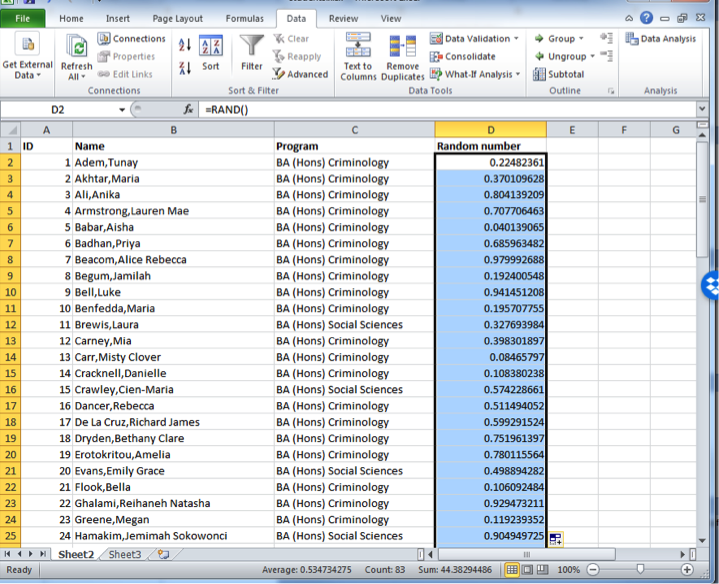 File Home Insert Page Layout Formulas Data Review View
Get External Data
Refresh All
Connections
Properties
Edit Links
Connections
Sort
Filter
Clear
Reapply
Advanced
Sort & Filter
Text to Columns
Remove Duplicates
Data Validation
Consolidate
What-If Analysis
Data Tools
Group
Ungroup
Subtotal
Outline
Data Analysis
Analysis
D2 fx =RAND()
A B C D E F G
1 ID Name Program Random number
2 1 Adem,Tunay BA (Hons) Criminology 0.22482361
3 2 Akhtar,Maria BA (Hons) Criminology 0.370109628
4 3 Ali,Anika BA (Hons) Criminology 0.804139209
5 4 Armstrong,Lauren Mae BA (Hons) Criminology 0.707706463
6 5 Babar,Aisha BA (Hons) Criminology 0.040139065
7 6 Badhan,Priya BA (Hons) Criminology 0.685963482
8 7 Beacom,Alice Rebecca BA (Hons) Criminology 0.979992688
9 8 Begum,Jamilah BA (Hons) Criminology 0.192400548
10 9 Bell,Luke BA (Hons) Criminology 0.941451208
11 10 Benfedda,Maria BA (Hons) Criminology 0.195707755
12 11 Brewis,Laura BA (Hons) Social Sciences 0.327693984
13 12 Carney,Mia BA (Hons) Criminology 0.398301897
14 13 Carr,Misty Clover BA (Hons) Criminology 0.08465797
15 14 Cracknell,Danielle BA (Hons) Criminology 0.108380238
16 15 Crawley,Cien-Maria BA (Hons) Social Sciences 0.574228661
17 16 Dancer,Rebecca BA (Hons) Criminology 0.511494052
18 17 De La Cruz,Richard James BA (Hons) Criminology 0.599291524
19 18 Dryden,Bethany Clare BA (Hons) Criminology 0.751961397
20 19 Erotokritou,Amelia BA (Hons) Criminology 0.780115564
21 20 Evans,Emily Grace BA (Hons) Social Sciences 0.498894282
22 21 Flook,Bella BA (Hons) Criminology 0.106092484
23 22 Ghalami,Reihaneh Natasha BA (Hons) Criminology 0.929473211
24 23 Greene,Megan BA (Hons) Criminology 0.119239352
25 24 Hamakim,Jemimah Sokowonci BA (Hons) Social Sciences 0.904949725
Sheet2 Sheet3
Ready Average: 0.534734275 Count: 83 Sum: 44.38294486 100%